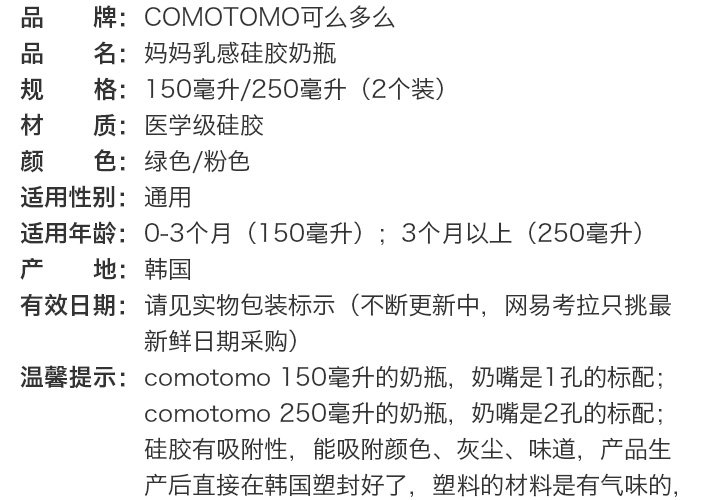 品　　牌：COMOTOMO可么多么
品　　名：妈妈乳感硅胶奶瓶
规　　格：150毫升/250毫升（2个装）
材　　质：医学级硅胶
颜　　色：绿色/粉色
适用性别：通用
适用年龄：0-3个月（150毫升）；3个月以上（250毫升）
产　　地：韩国
有效日期：请见实物包装标示（不断更新中，网易考拉只挑最
新鲜日期采购）
温馨提示：comotomo 150毫升的奶瓶，奶嘴是1孔的标配；
comotomo 250毫升的奶瓶，奶嘴是2孔的标配；
硅胶有吸附性，能吸附颜色、灰尘、味道，产品生
产后直接在韩国塑封好了，塑料的材料是有气味的，